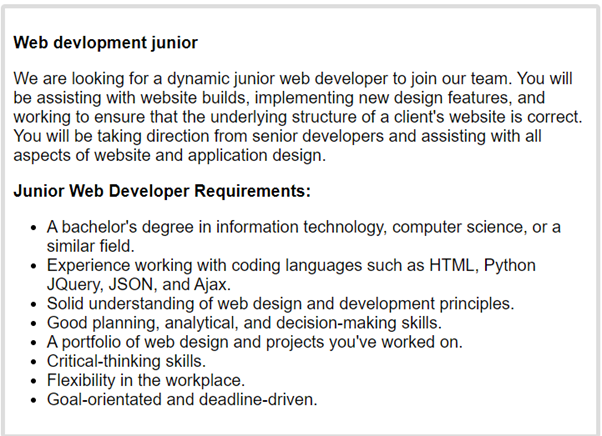 Web devlopment junior
We are looking for a dynamic junior web developer to join our team. You will
be assisting with website builds, implementing new design features, and
working to ensure that the underlying structure of a client's website is correct.
You will be taking direction from senior developers and assisting with all
aspects of website and application design.
Junior Web Developer Requirements:
• A bachelor's degree in information technology, computer science, or a
similar field.
• Experience working with coding languages such as HTML, Python
JQuery, JSON, and Ajax.
• Solid understanding of web design and development principles.
• Good planning, analytical, and decision-making skills.
• A portfolio of web design and projects you've worked on.
• Critical-thinking skills.
• Flexibility in the workplace.
• Goal-orientated and deadline-driven.